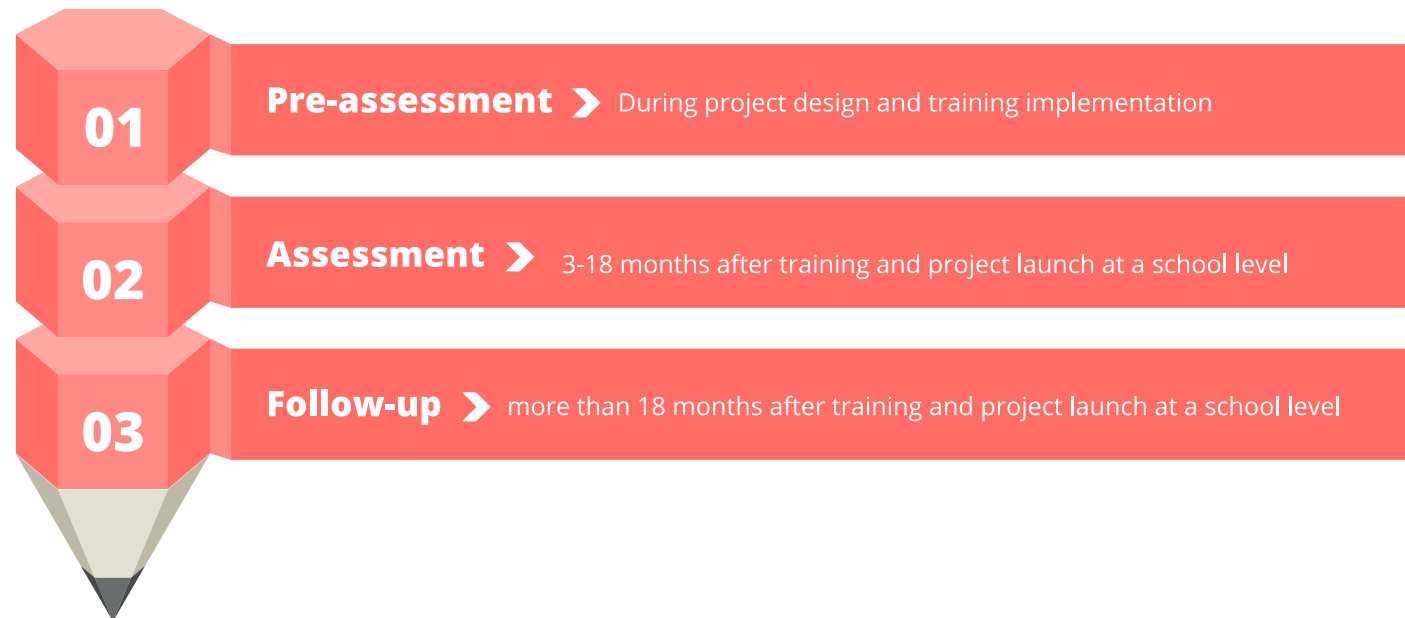 01
Pre-assessment During project design and training implementation
02
Assessment 3-18 months after training and project launch at a school level
03
Follow-up more than 18 months after training and project launch at a school level